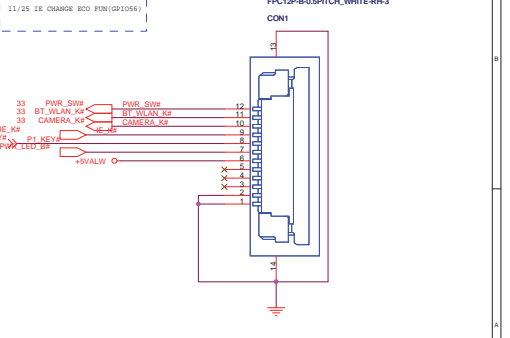 11/25 IE CHANGE ECO FUN(GPIO56)
FPC12P-B-0.5PITCH_WHITE-RH-3
CON1
13
B
33 PWR_SW# PWR_SW# 12
33 BT_WLAN_K# BT_WLAN_K# 11
33 CAMERA_K# CAMERA_K# 10
IE_K# IE_K# 9
P1_KEY# 8
PWR_LED_B# 7
+5VALW 6
5
4
3
2
1
14
A